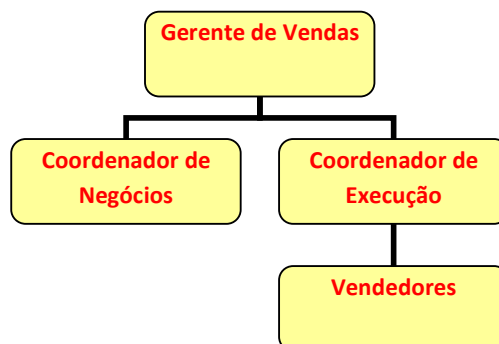 Gerente de Vendas
Coordenador de
Negócios
Coordenador de
Execução
Vendedores